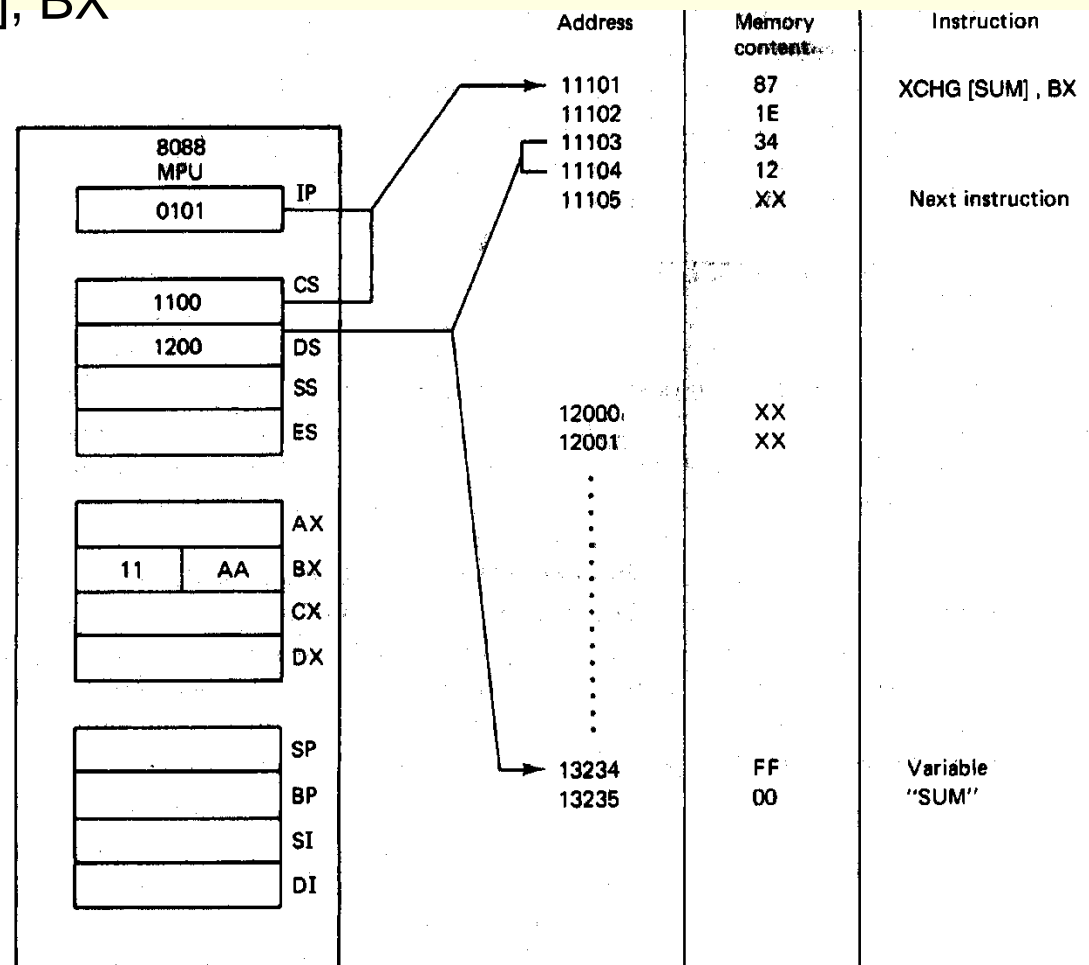 ], BX
Address Memory content Instruction
11101 87 XCHG [SUM] , BX
11102 1E
11103 34
11104 12
11105 XX Next instruction
12000 XX
12001 XX
13234 FF Variable
13235 00 "SUM"
8088
MPU
0101 IP
1100 CS
1200 DS
SS
ES
AX
11 AA BX
CX
DX
SP
BP
SI
DI